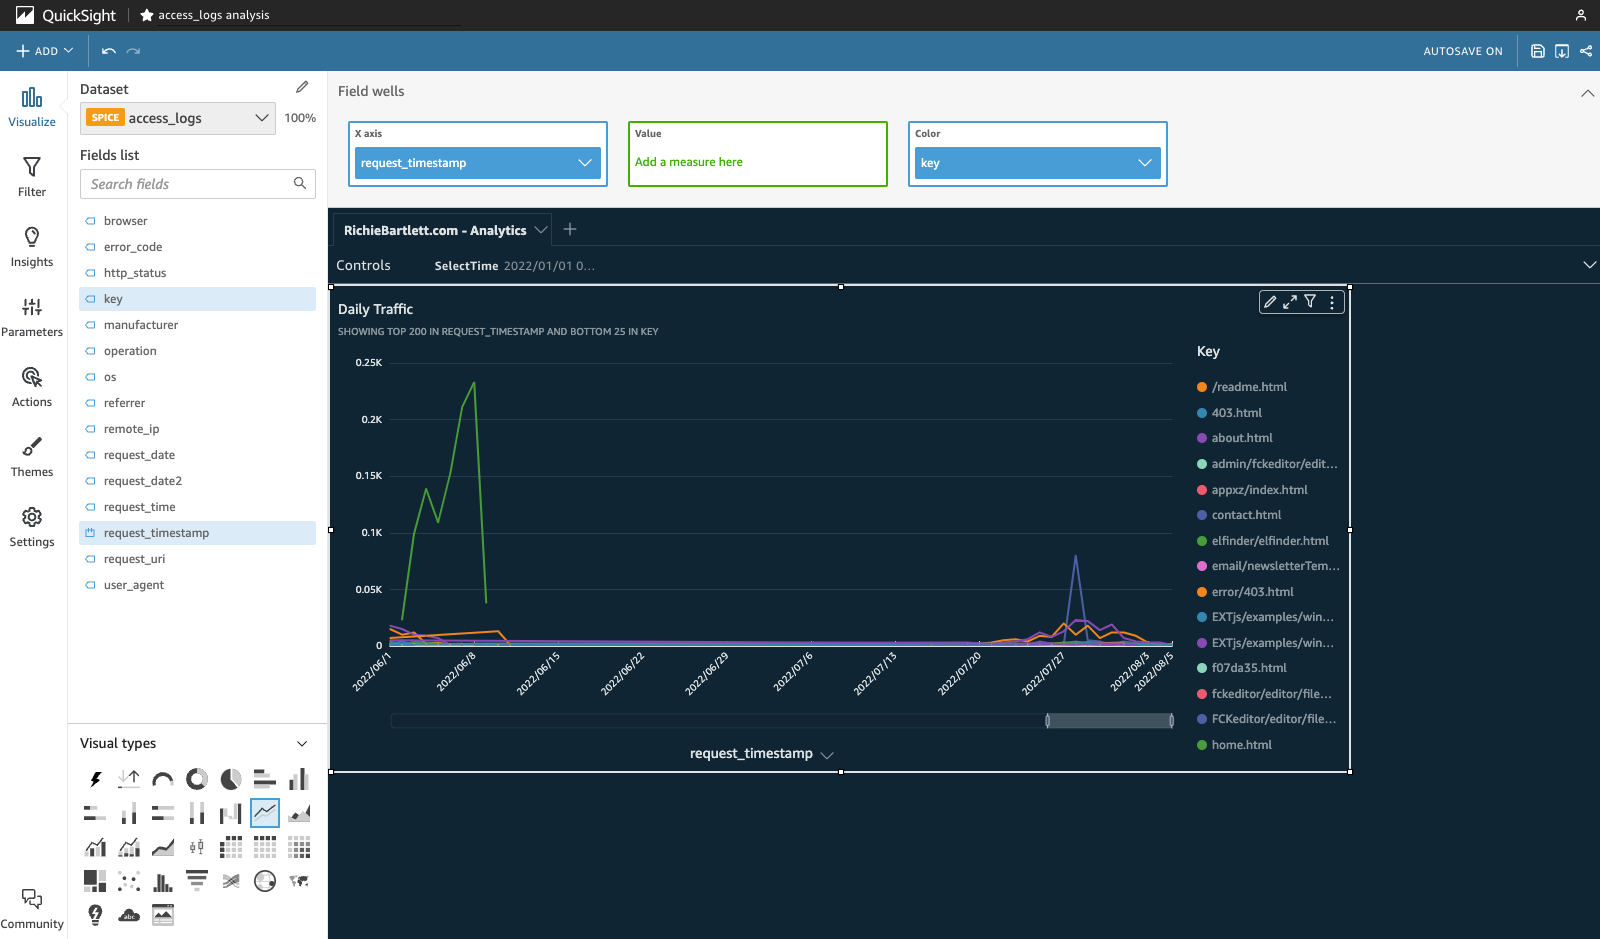 QuickSight
access_logs analysis
ADD
AUTOSAVE ON
Visualize
Filter
Insights
Parameters
Actions
Themes
Settings
Community
Dataset
SPICE access_logs 100%
Fields list
Search fields
browser
error_code
http_status
key
manufacturer
operation
os
referrer
remote_ip
request_date
request_date2
request_time
request_timestamp
request_uri
user_agent
Visual types
abc
Field wells
X axis
request_timestamp
Value
Add a measure here
Color
key
RichieBartlett.com - Analytics
Controls
SelectTime 2022/01/01 0...
Daily Traffic
SHOWING TOP 200 IN REQUEST_TIMESTAMP AND BOTTOM 25 IN KEY
0.25K
0.2K
0.15K
0.1K
0.05K
0
2022/06/1
2022/06/8
2022/06/15
2022/06/22
2022/06/29
2022/07/6
2022/07/13
2022/07/20
2022/07/27
2022/08/3
2022/08/5
request_timestamp
Key
/readme.html
403.html
about.html
admin/fckeditor/edit...
appxz/index.html
contact.html
elfinder/elfinder.html
email/newsletterTem...
error/403.html
EXTjs/examples/win...
EXTjs/examples/win...
f07da35.html
fckeditor/editor/file...
FCKeditor/editor/file...
home.html